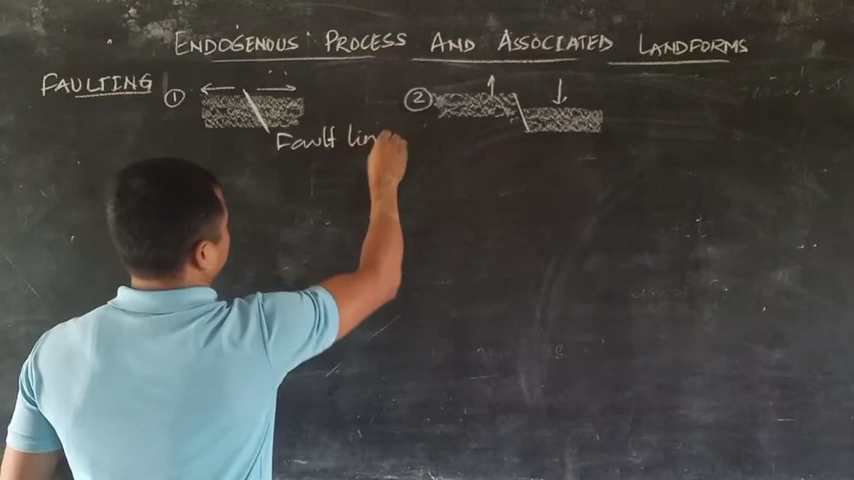 ENDOGENOUS PROCESS AND ASSOCIATED LANDFORMS
FAULTING ① ②
Fault lin